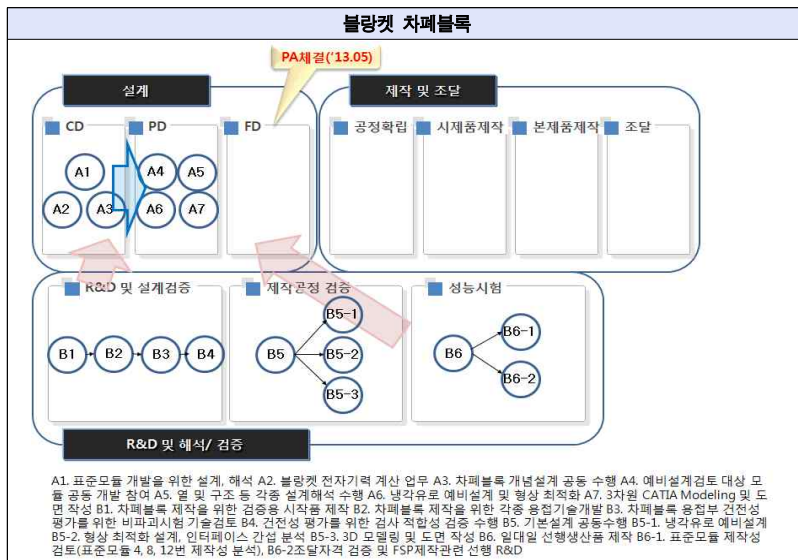 블랑켓 차폐블록
PA체결('13.05)
설계
제작 및 조달
CD
PD
FD
공정확립
시제품제작
본제품제작
조달
A1
A4
A5
A2
A3
A6
A7
R&D 및 설계검증
제작공정 검증
성능시험
B5-1
B6-1
B1
B2
B3
B4
B5
B5-2
B6
B6-2
B5-3
R&D 및 해석/ 검증
A1. 표준모듈 개발을 위한 설계, 해석 A2. 블랑켓 전자기력 계산 업무 A3. 차폐블록 개념설계 공동 수행 A4. 예비설계검토 대상 모
듈 공동 개발 참여 A5. 열 및 구조 등 각종 설계해석 수행 A6. 냉각유로 예비설계 및 형상 최적화 A7. 3차원 CATIA Modeling 및 도
면 작성 B1. 차폐블록 제작을 위한 검증용 시작품 제작 B2. 차폐블록 제작을 위한 각종 용접기술개발 B3. 차폐블록 용접부 건전성
평가를 위한 비파괴시험 기술검토 B4. 건전성 평가를 위한 검사 적합성 검증 수행 B5. 기본설계 공동수행 B5-1. 냉각유로 예비설계
B5-2. 형상 최적화 설계, 인터페이스 간섭 분석 B5-3. 3D 모델링 및 도면 작성 B6. 일대일 선행생산품 제작 B6-1. 표준모듈 제작성
검토(표준모듈 4, 8, 12번 제작성 분석), B6-2조달자격 검증 및 FSP제작관련 선행 R&D